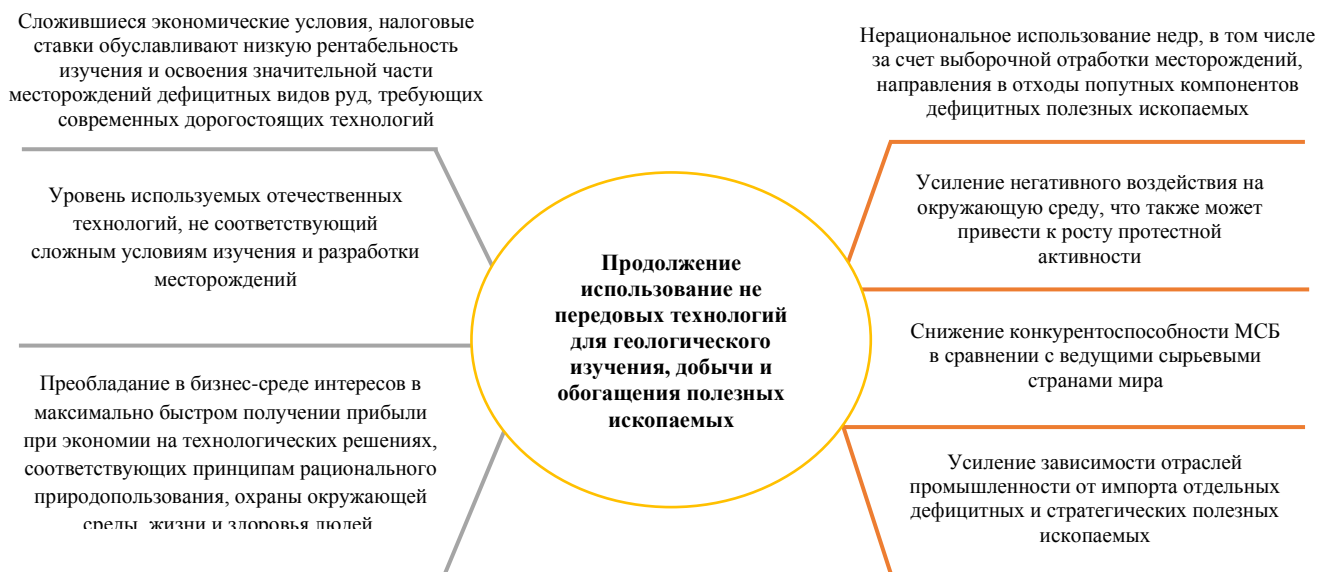 Сложившиеся экономические условия, налоговые
ставки обуславливают низкую рентабельность
изучения и освоения значительной части
месторождений дефицитных видов руд, требующих
современных дорогостоящих технологий
Уровень используемых отечественных
технологий, не соответствующий
сложным условиям изучения и разработки
месторождений
Преобладание в бизнес-среде интересов в
максимально быстром получении прибыли
при экономии на технологических решениях,
соответствующих принципам рационального
природопользования, охраны окружающей
среды, жизни и здоровья людей
Продолжение
использование не
передовых технологий
для геологического
изучения, добычи и
обогащения полезных
ископаемых
Нерациональное использование недр, в том числе
за счет выборочной отработки месторождений,
направления в отходы попутных компонентов
дефицитных полезных ископаемых
Усиление негативного воздействия на
окружающую среду, что также может
привести к росту протестной
активности
Снижение конкурентоспособности МСБ
в сравнении с ведущими сырьевыми
странами мира
Усиление зависимости отраслей
промышленности от импорта отдельных
дефицитных и стратегических полезных
ископаемых